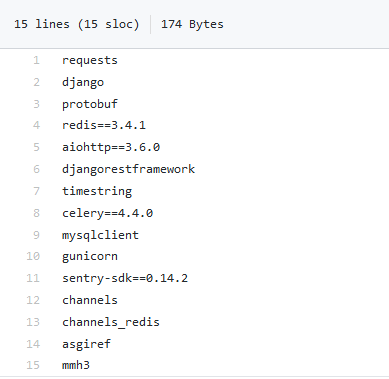 15 lines (15 sloc) 174 Bytes
1 requests
2 django
3 protobuf
4 redis==3.4.1
5 aiohttp==3.6.0
6 djangorestframework
7 timestring
8 celery==4.4.0
9 mysqlclient
10 gunicorn
11 sentry-sdk==0.14.2
12 channels
13 channels_redis
14 asgiref
15 mmh3